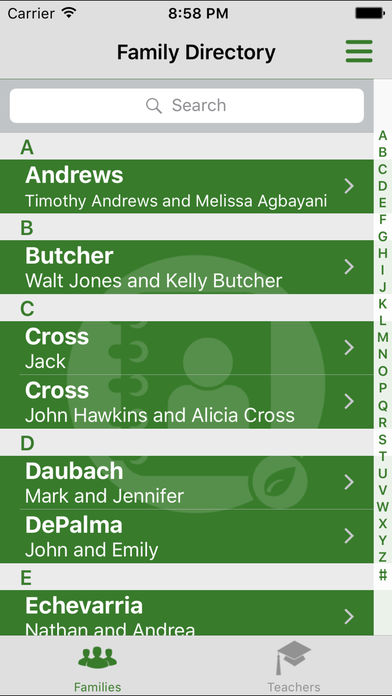 Carrier 8:58 PM
Family Directory
Search
A
Andrews
Timothy Andrews and Melissa Agbayani
B
Butcher
Walt Jones and Kelly Butcher
C
Cross
Jack
Cross
John Hawkins and Alicia Cross
D
Daubach
Mark and Jennifer
DePalma
John and Emily
E
Echevarria
Nathan and Andrea
A
B
C
D
E
F
G
H
I
J
K
L
M
N
O
P
Q
R
S
T
U
V
W
X
Y
Z
#
Families Teachers